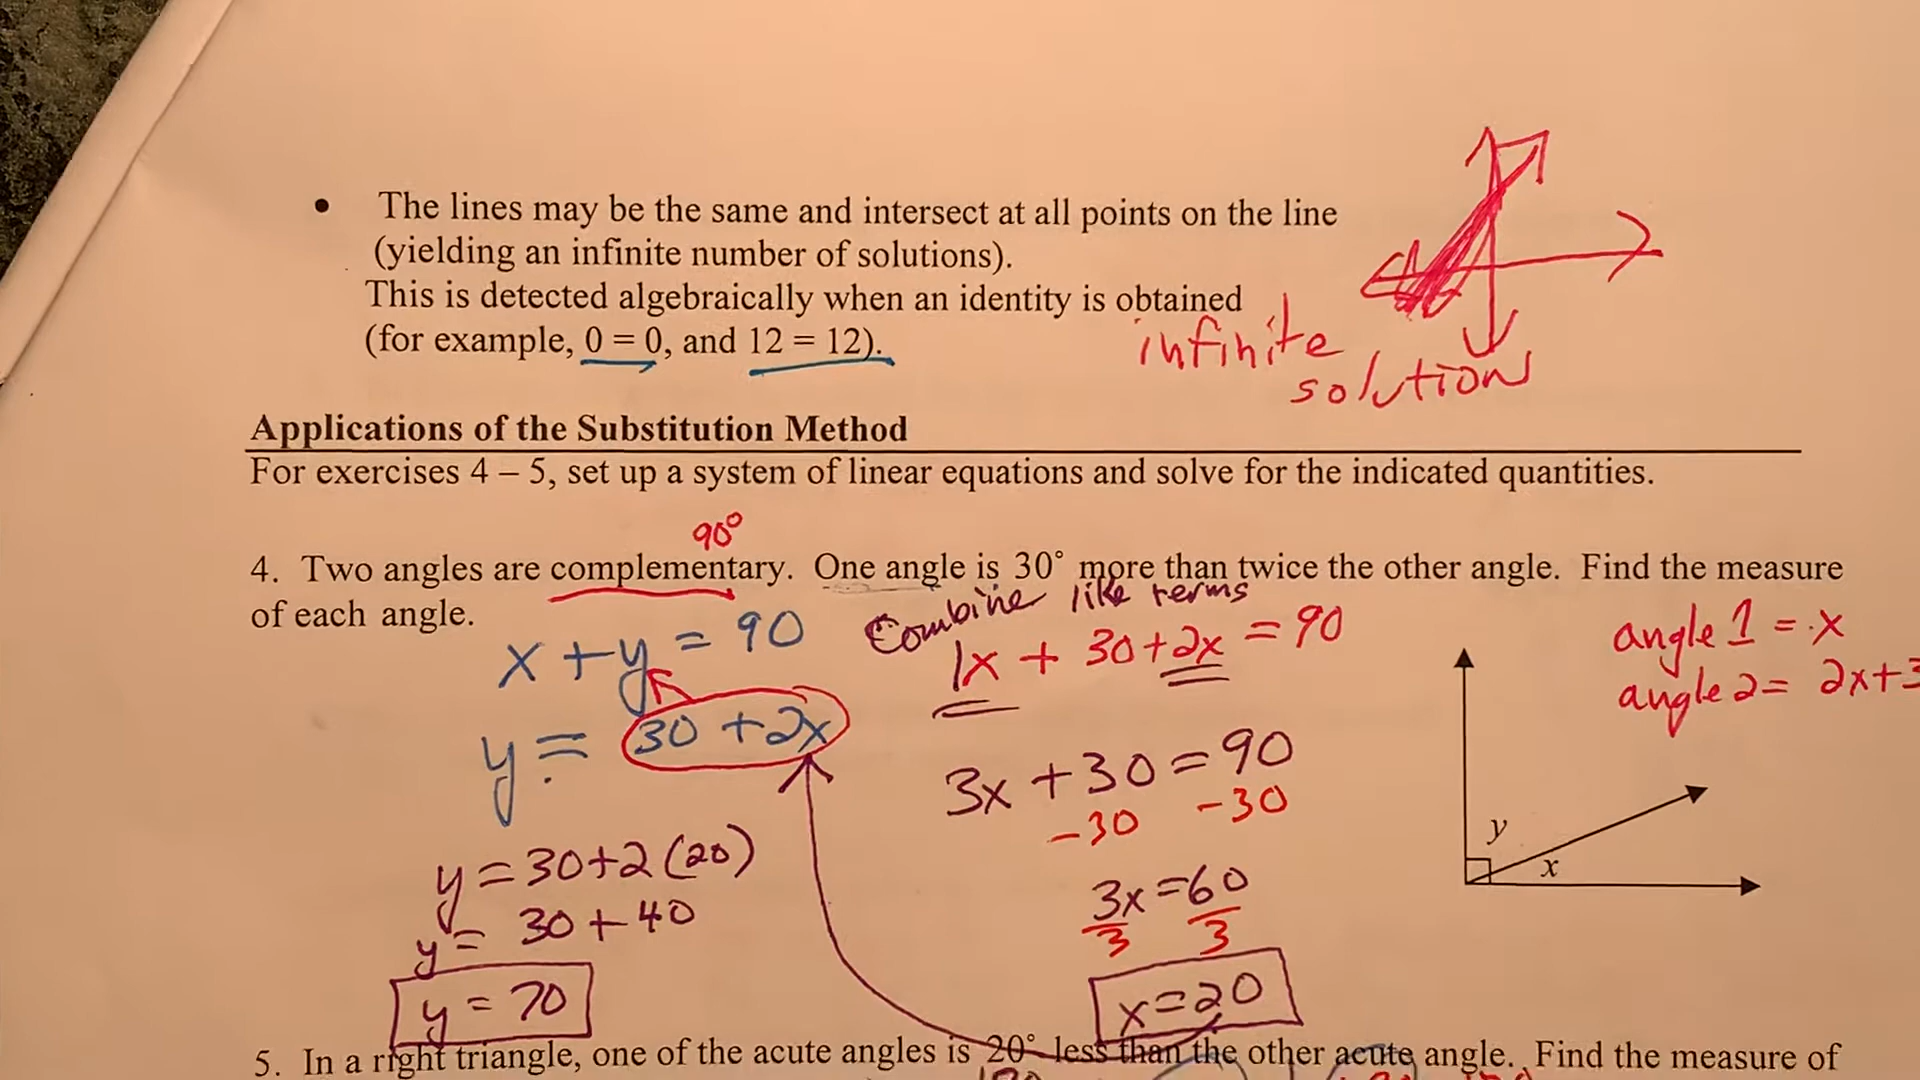 • The lines may be the same and intersect at all points on the line
(yielding an infinite number of solutions).
This is detected algebraically when an identity is obtained
(for example, 0 = 0, and 12 = 12).
infinite
solution
Applications of the Substitution Method
For exercises 4 – 5, set up a system of linear equations and solve for the indicated quantities.
90°
4. Two angles are complementary. One angle is 30° more than twice the other angle. Find the measure
of each angle.
x + y = 90
y = 30 + 2x
y = 30 + 2(20)
y = 30 + 40
y = 70
Combine like terms
1x + 30 + 2x = 90
3x + 30 = 90
-30 -30
3x = 60
3 3
x = 20
angle 1 = x
angle 2 = 2x + 3
y
x
5. In a right triangle, one of the acute angles is 20° less than the other acute angle. Find the measure of